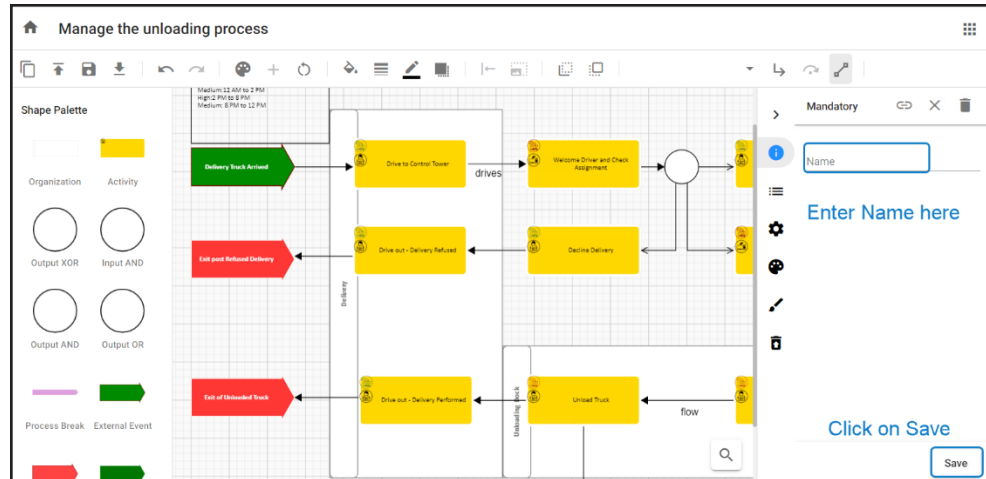 Manage the unloading process
Shape Palette
Organization
Activity
Output XOR
Input AND
Output AND
Output OR
Process Break
External Event
Medium:12 AM to 2 PM
High:2 PM to 8 PM
Medium: 8 PM to 12 PM
Delivery Truck Arrived
Drive to Control Tower
drives
Welcome Driver and Check
Assignment
Exit post Refused Delivery
Drive out - Delivery Refused
Decline Delivery
Delivery
Exit of Unloaded Truck
Drive out - Delivery Performed
Unloading Dock
Unload Truck
flow
Mandatory
Name
Enter Name here
Click on Save
Save